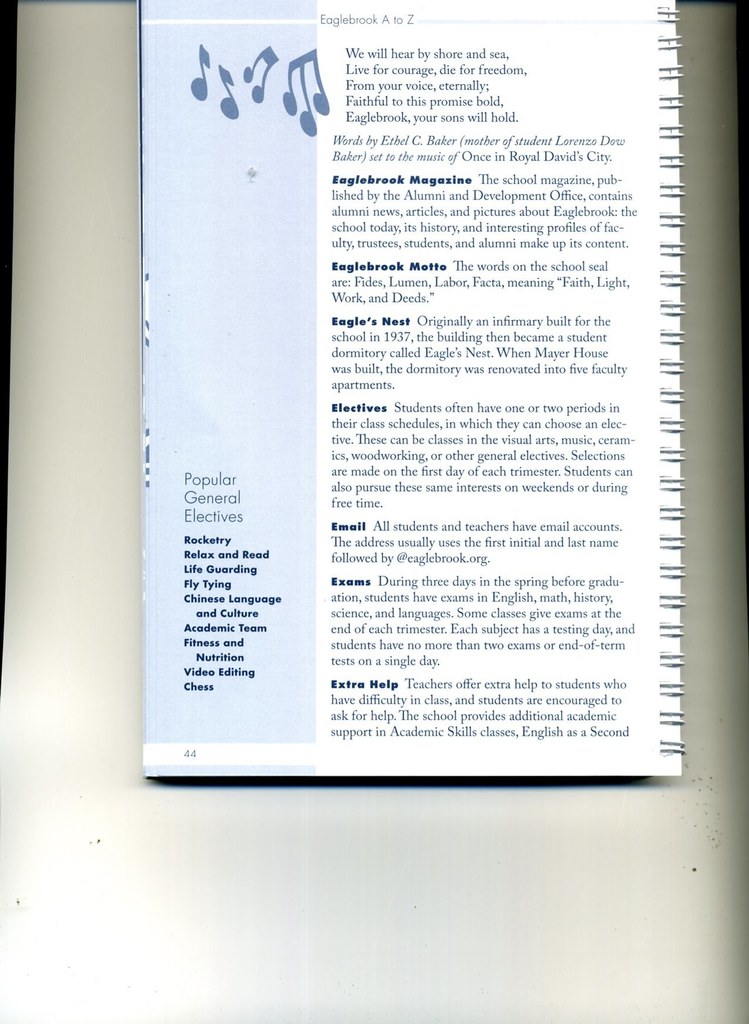 Eaglebrook A to Z
We will hear by shore and sea,
Live for courage, die for freedom,
From your voice, eternally;
Faithful to this promise bold,
Eaglebrook, your sons will hold.
Words by Ethel C. Baker (mother of student Lorenzo Dow
Baker) set to the music of Once in Royal David's City.
Eaglebrook Magazine The school magazine, pub-
lished by the Alumni and Development Office, contains
alumni news, articles, and pictures about Eaglebrook: the
school today, its history, and interesting profiles of fac-
ulty, trustees, students, and alumni make up its content.
Eaglebrook Motto The words on the school seal
are: Fides, Lumen, Labor, Facta, meaning "Faith, Light,
Work, and Deeds."
Eagle's Nest Originally an infirmary built for the
school in 1937, the building then became a student
dormitory called Eagle's Nest. When Mayer House
was built, the dormitory was renovated into five faculty
apartments.
Electives Students often have one or two periods in
their class schedules, in which they can choose an elec-
tive. These can be classes in the visual arts, music, ceram-
ics, woodworking, or other general electives. Selections
are made on the first day of each trimester. Students can
also pursue these same interests on weekends or during
free time.
Email All students and teachers have email accounts.
The address usually uses the first initial and last name
followed by @eaglebrook.org.
Exams During three days in the spring before gradu-
ation, students have exams in English, math, history,
science, and languages. Some classes give exams at the
end of each trimester. Each subject has a testing day, and
students have no more than two exams or end-of-term
tests on a single day.
Extra Help Teachers offer extra help to students who
have difficulty in class, and students are encouraged to
ask for help. The school provides additional academic
support in Academic Skills classes, English as a Second
Popular
General
Electives
Rocketry
Relax and Read
Life Guarding
Fly Tying
Chinese Language
and Culture
Academic Team
Fitness and
Nutrition
Video Editing
Chess
44